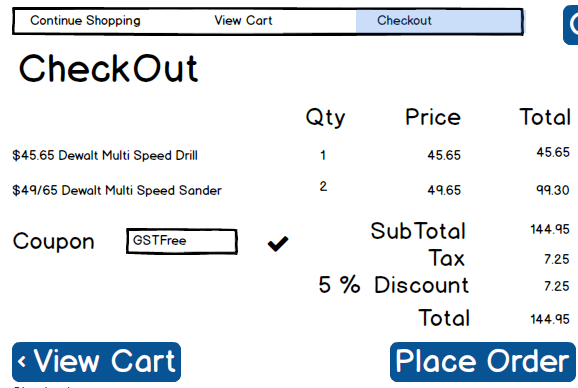 Continue Shopping View Cart Checkout
CheckOut
Qty Price Total
$45.65 Dewalt Multi Speed Drill 1 45.65 45.65
$49/65 Dewalt Multi Speed Sander 2 49.65 99.30
Coupon GSTFree SubTotal 144.95
Tax 7.25
5 % Discount 7.25
Total 144.95
‹ View Cart Place Order